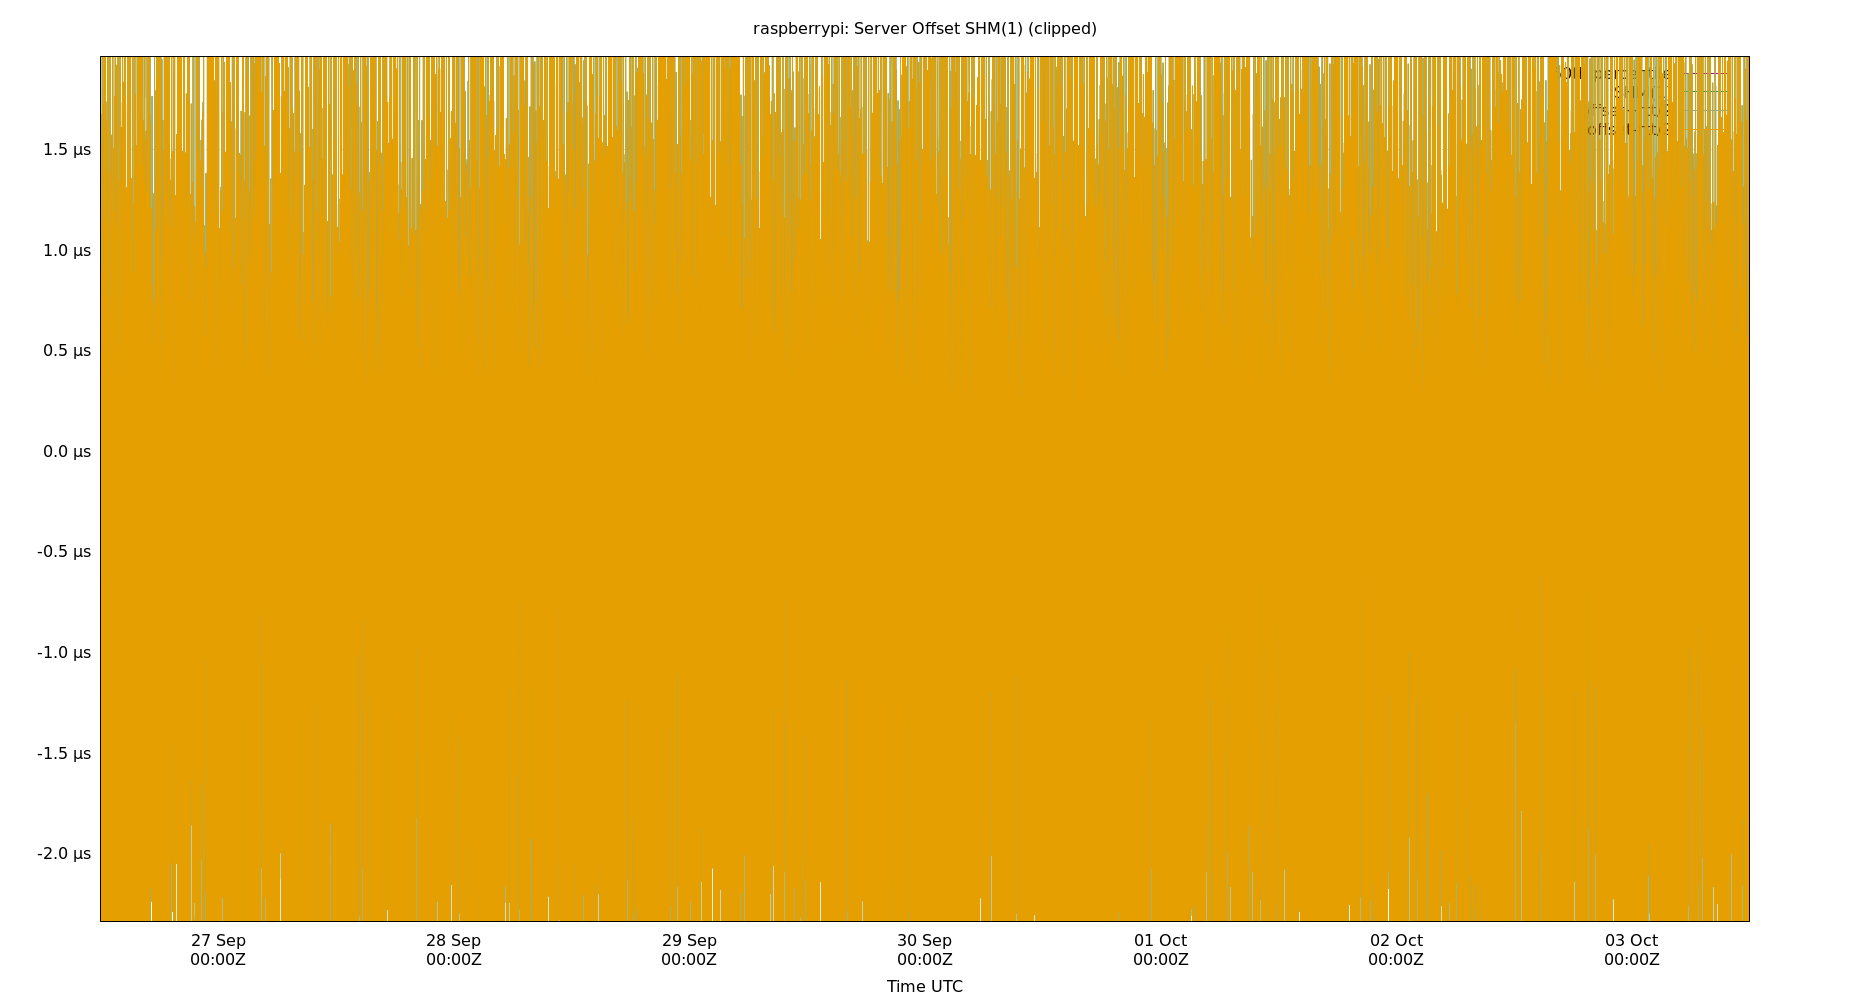 raspberrypi: Server Offset SHM(1) (clipped)
1.5 μs
1.0 μs
0.5 μs
0.0 μs
-0.5 μs
-1.0 μs
-1.5 μs
-2.0 μs
27 Sep 28 Sep 29 Sep 30 Sep 01 Oct 02 Oct 03 Oct
00:00Z 00:00Z 00:00Z 00:00Z 00:00Z 00:00Z 00:00Z
Time UTC